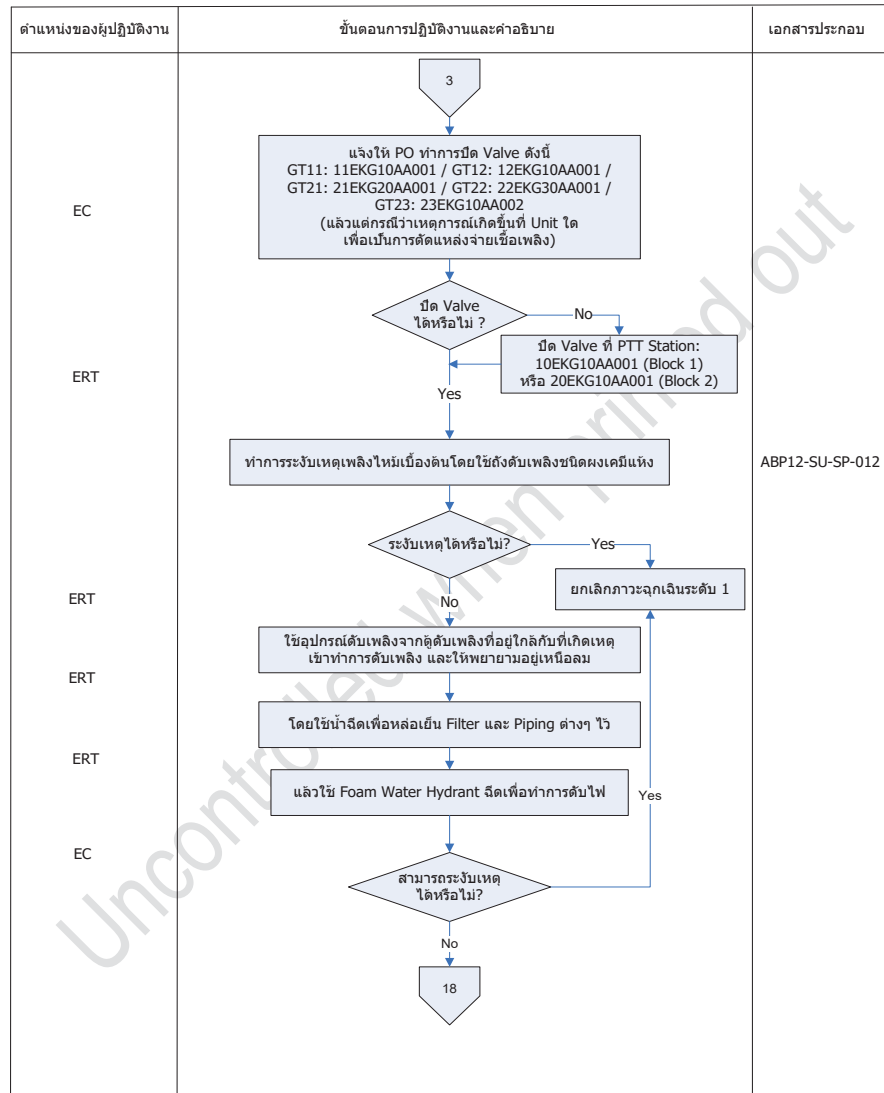 ตำแหน่งของผู้ปฏิบัติงาน
ขั้นตอนการปฏิบัติงานและคำอธิบาย
เอกสารประกอบ
3
แจ้งให้ PO ทำการปิด Valve ดังนี้
GT11: 11EKG10AA001 / GT12: 12EKG10AA001 /
GT21: 21EKG20AA001 / GT22: 22EKG30AA001 /
GT23: 23EKG10AA002
(แล้วแต่กรณีว่าเหตุการณ์เกิดขึ้นที่ Unit ใด
เพื่อเป็นการตัดแหล่งจ่ายเชื้อเพลิง)
EC
ปิด Valve
ได้หรือไม่ ?
No
ปิด Valve ที่ PTT Station:
10EKG10AA001 (Block 1)
หรือ 20EKG10AA001 (Block 2)
ERT
Yes
ทำการระงับเหตุเพลิงไหม้เบื้องต้นโดยใช้ถังดับเพลิงชนิดผงเคมีแห้ง
ABP12-SU-SP-012
ระงับเหตุได้หรือไม่?
Yes
ยกเลิกภาวะฉุกเฉินระดับ 1
ERT
No
ใช้อุปกรณ์ดับเพลิงจากตู้ดับเพลิงที่อยู่ใกล้กับที่เกิดเหตุ
เข้าทำการดับเพลิง และให้พยายามอยู่เหนือลม
ERT
โดยใช้น้ำฉีดเพื่อหล่อเย็น Filter และ Piping ต่างๆ ไว้
ERT
แล้วใช้ Foam Water Hydrant ฉีดเพื่อทำการดับไฟ
Yes
EC
สามารถระงับเหตุ
ได้หรือไม่?
No
18
Uncontrolled when printed out